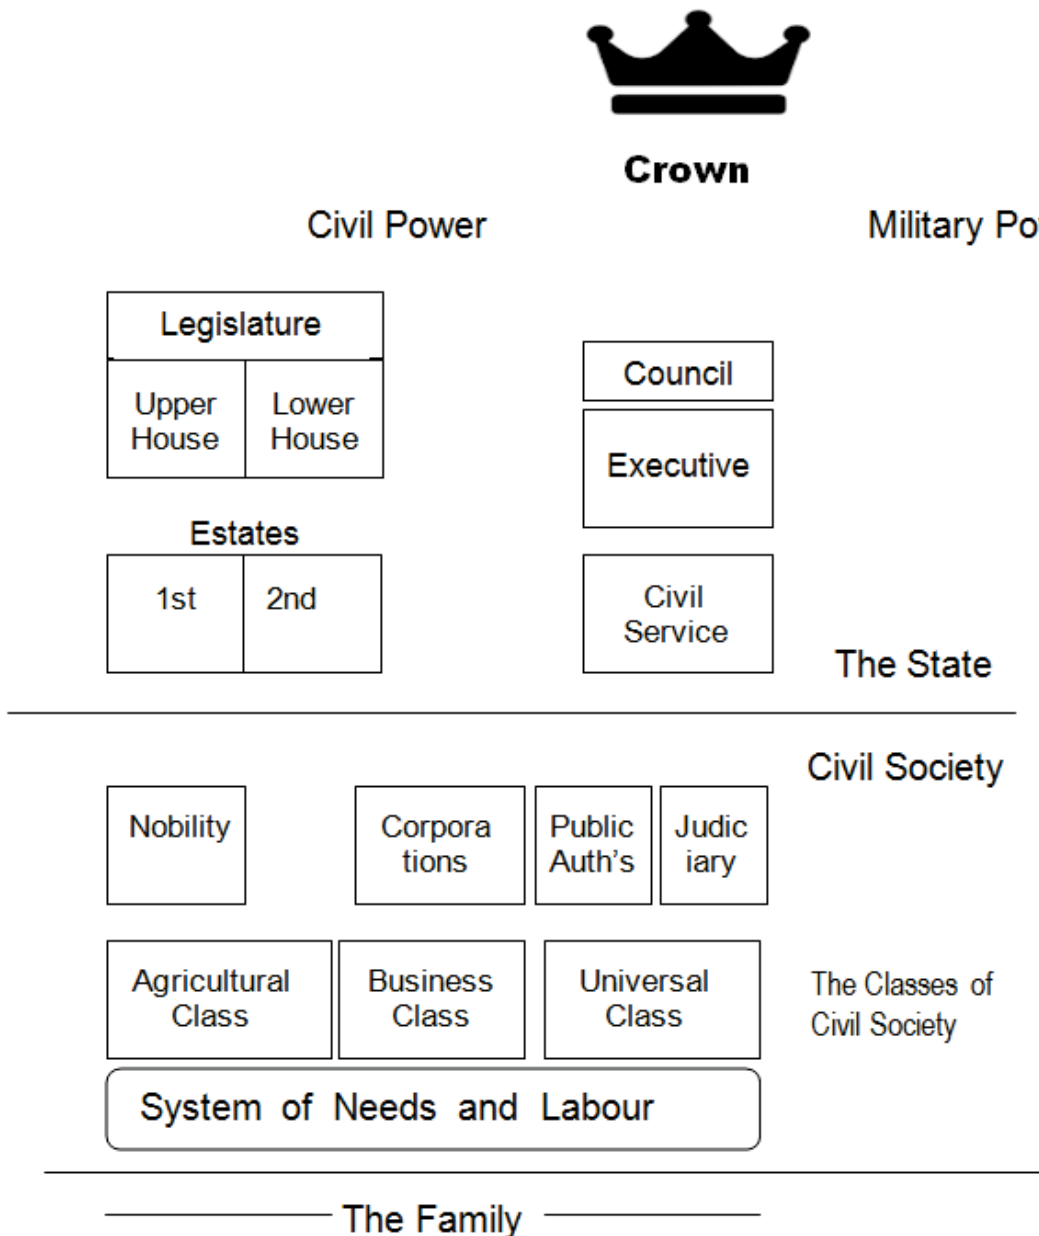 Crown
Civil Power
Military Po
Legislature
Upper
House
Lower
House
Council
Executive
Estates
1st
2nd
Civil
Service
The State
Civil Society
Nobility
Corpora
tions
Public
Auth's
Judic
iary
Agricultural
Class
Business
Class
Universal
Class
The Classes of
Civil Society
System of Needs and Labour
The Family